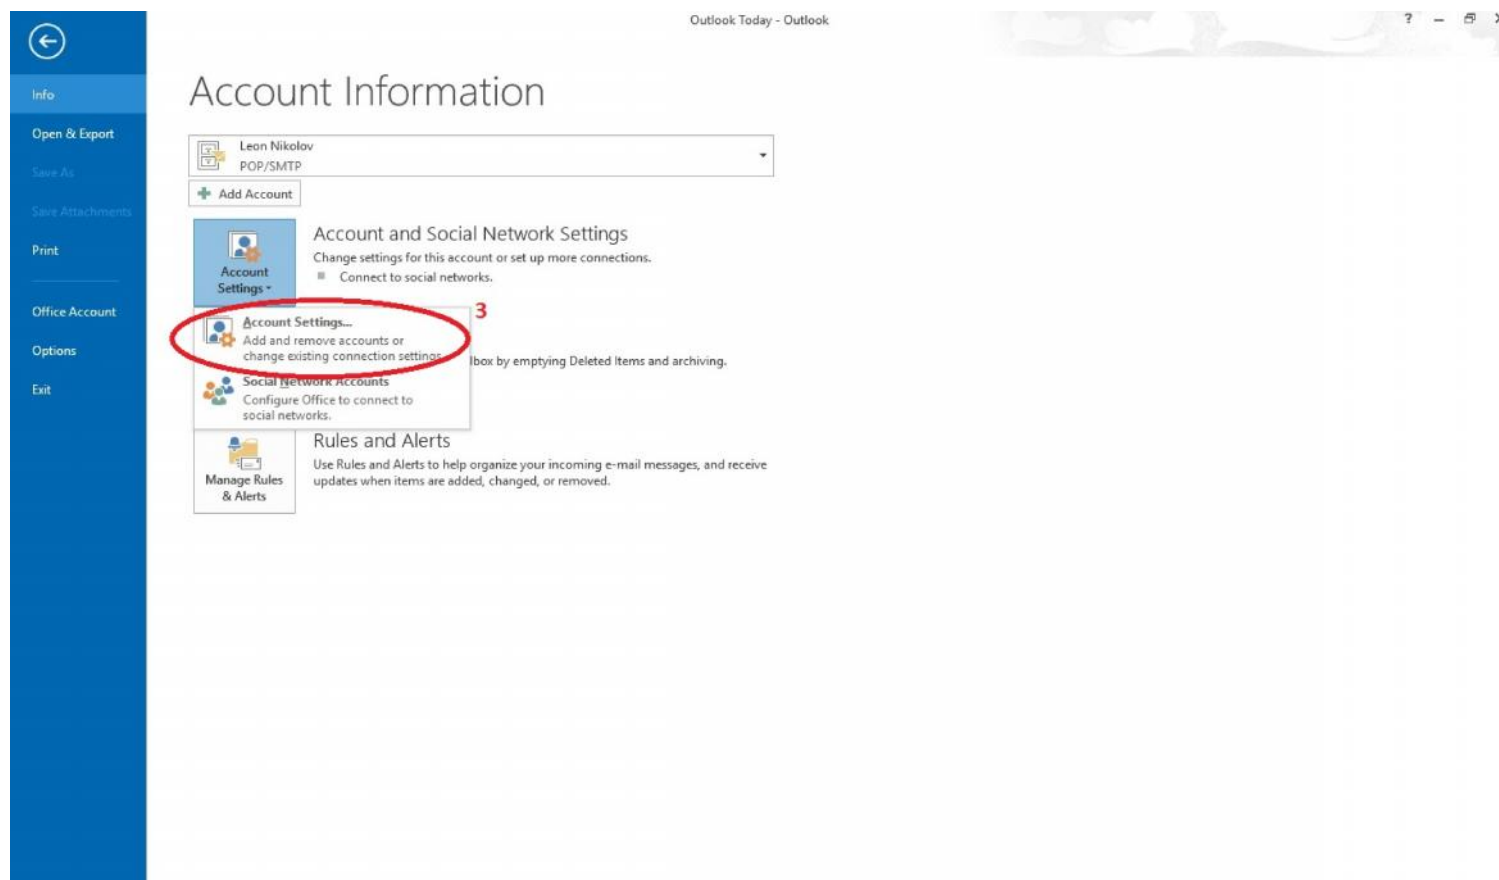 Outlook Today - Outlook
?
Info
Open & Export
Save As
Save Attachments
Print
Office Account
Options
Exit
Account Information
Leon Nikolov
POP/SMTP
Add Account
Account
Settings
Account and Social Network Settings
Change settings for this account or set up more connections.
Connect to social networks.
3
Account Settings...
Add and remove accounts or
change existing connection settings
lbox by emptying Deleted Items and archiving.
Social Network Accounts
Configure Office to connect to
social networks.
Manage Rules
& Alerts
Rules and Alerts
Use Rules and Alerts to help organize your incoming e-mail messages, and receive
updates when items are added, changed, or removed.